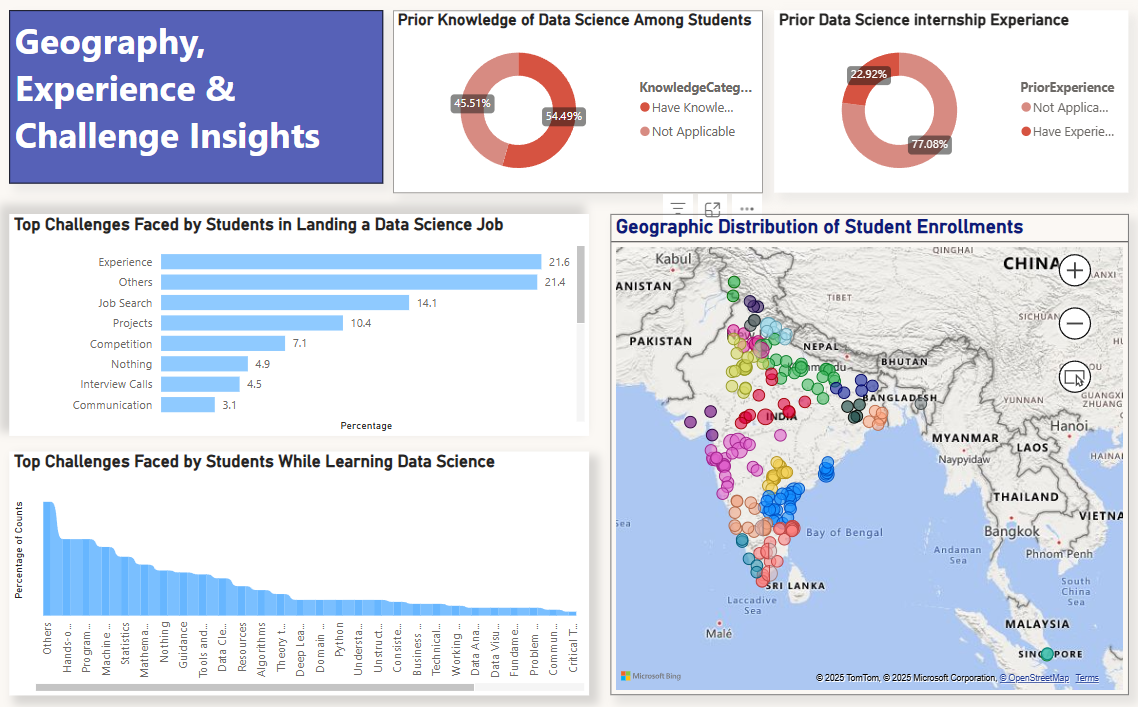 Geography,
Experience &
Challenge Insights
Prior Knowledge of Data Science Among Students
45.51%
54.49%
KnowledgeCateg...
Have Knowle...
Not Applicable
Prior Data Science internship Experiance
22.92%
77.08%
PriorExperience
Not Applica...
Have Experie...
Top Challenges Faced by Students in Landing a Data Science Job
Experience 21.6
Others 21.4
Job Search 14.1
Projects 10.4
Competition 7.1
Nothing 4.9
Interview Calls 4.5
Communication 3.1
Percentage
Top Challenges Faced by Students While Learning Data Science
Percentage of Counts
Others
Hands-o...
Program...
Machine ...
Statistics
Mathema...
Nothing
Guidance
Tools and...
Data Cle...
Resources
Algorithms
Theory t...
Deep Lea...
Domain ...
Python
Understa...
Unstruct...
Consiste...
Business ...
Technical...
Working ...
Data Ana...
Data Visu...
Fundame...
Problem ...
Commun...
Critical T...
Geographic Distribution of Student Enrollments
QINGHAI
Kabul
CHINA
ANXI
ANISTAN
TIBET
SICHUAN
PAKISTAN
NEPAL
BHUTAN
YUNNAN
GUANGXI
ZHUANG
BANGLADESH
INDIA
Hanoi
MYANMAR
LAOS
HAINA
Naypyidaw
THAILAND
VIETNA
Bangkok
Bay of Bengal
Andaman
Sea
Phnom Penh
South
China
Sea
SRI LANKA
Laccadive
Sea
Malé
MALAYSIA
Microsoft Bing
© 2025 TomTom, © 2025 Microsoft Corporation, © OpenStreetMap Terms